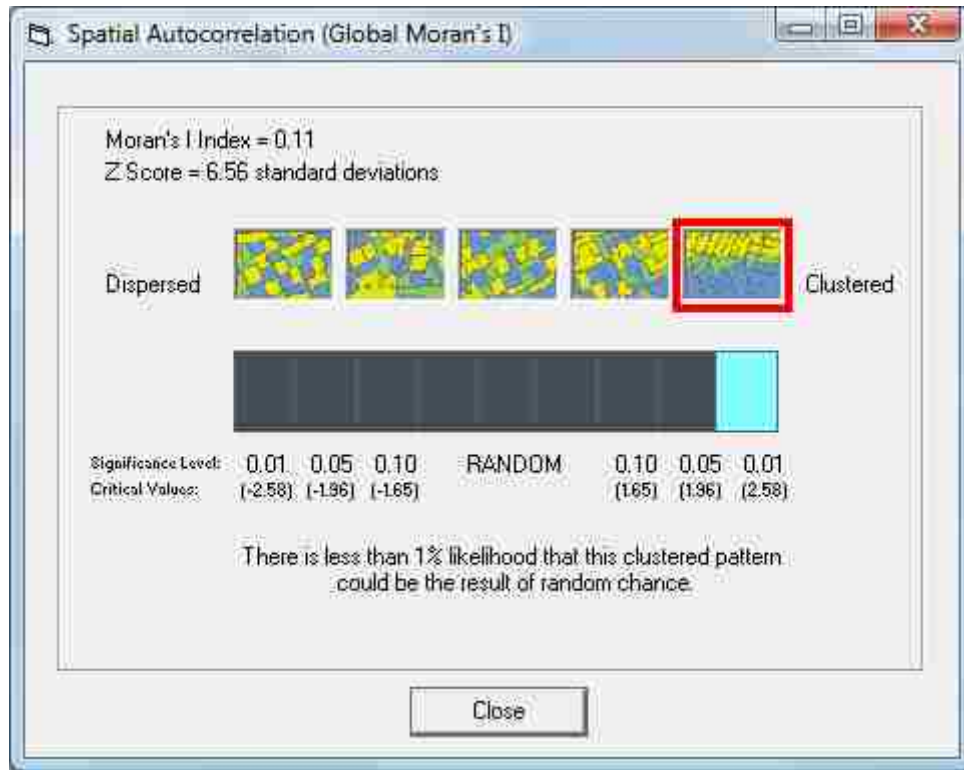 Spatial Autocorrelation (Global Moran's I)
Moran's I Index = 0.11
Z Score = 6.56 standard deviations
Dispersed
Clustered
Significance Level: 0.01 0.05 0.10 RANDOM 0.10 0.05 0.01
Critical Values: (-2.58) (-1.96) (-1.65) (1.65) (1.96) (2.58)
There is less than 1% likelihood that this clustered pattern
could be the result of random chance.
Close